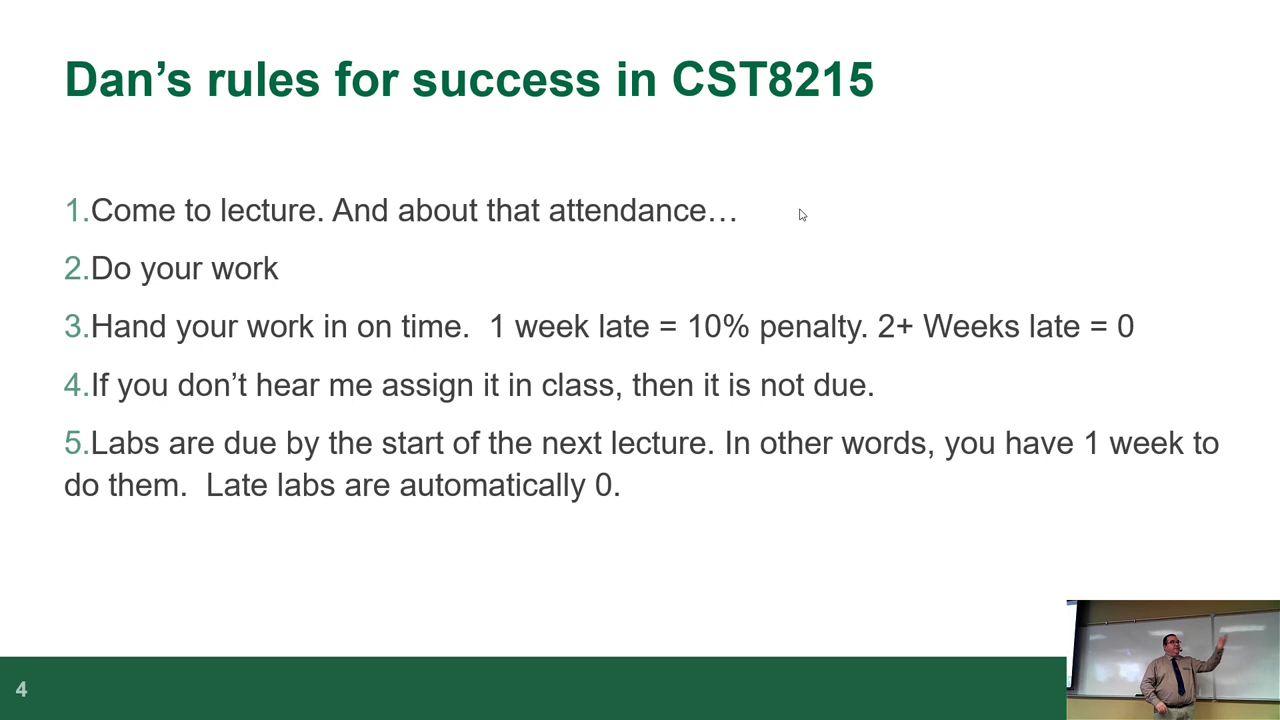 Dan’s rules for success in CST8215
1.Come to lecture. And about that attendance…
2.Do your work
3.Hand your work in on time.  1 week late = 10% penalty. 2+ Weeks late = 0
4.If you don’t hear me assign it in class, then it is not due.
5.Labs are due by the start of the next lecture. In other words, you have 1 week to
do them.  Late labs are automatically 0.
4